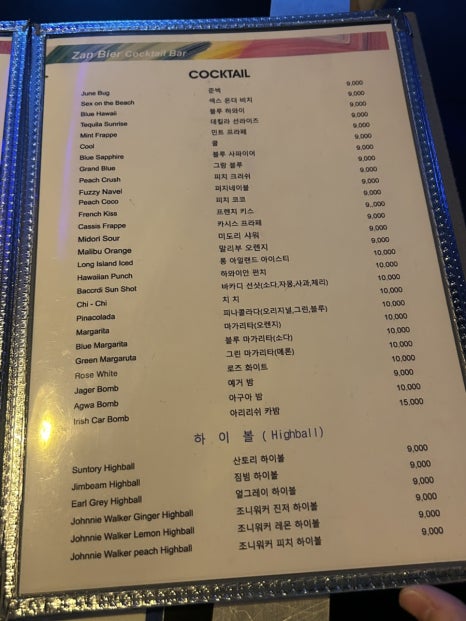 Zan Bier Cocktail Bar
COCKTAIL
June Bug 준벅 9,000
Sex on the Beach 섹스 온더 비치 9,000
Blue Hawaii 블루 하와이 9,000
Tequila Sunrise 데킬라 선라이즈 9,000
Mint Frappe 민트 프라페 9,000
Cool 쿨 9,000
Blue Sapphire 블루 사파이어 9,000
Grand Blue 그랑 블루 9,000
Peach Crush 피치 크러쉬 9,000
Fuzzy Navel 퍼지네이블 9,000
Peach Coco 피치 코코 9,000
French Kiss 프렌지 키스 9,,000
Cassis Frappe 카시스 프라페 9,000
Midori Sour 미도리 샤워 9,000
Malibu Orange 말리부 오렌지 9,000
Long Island Iced 롱 아일랜드 아이스티 10,000
Hawaiian Punch 하와이안 펀치 10,000
Baccrdi Sun Shot 바카디 선샷(소다,자몽,사과,체리) 10,000
Chi - Chi 치 치 10,000
Pinacolada 피나콜라다(오리지널,그린,블루) 10,000
Margarita 마가리타(오렌지) 10,000
Blue Margarita 블루 마가리타(소다) 10,000
Green Margaruta 그린 마가리타(메론) 10,000
Rose White 로즈 화이트 10,000
Jager Bomb 예거 밤 9,000
Agwa Bomb 아구아 밤 10,000
Irish Car Bomb 아리리쉬 카밤 15,000
하 이 볼 (Highball)
Suntory Highball 산토리 하이볼 9,000
Jimbeam Highball 짐빔 하이볼 9,000
Earl Grey Highball 얼그레이 하이볼 9,000
Johnnie Walker Ginger Highball 조니워커 진저 하이볼 9,000
Johnnie Walker Lemon Highball 조니워커 레몬 하이볼 9,000
Johnnie Walker peach Highball 조니워커 피치 하이볼 9,000